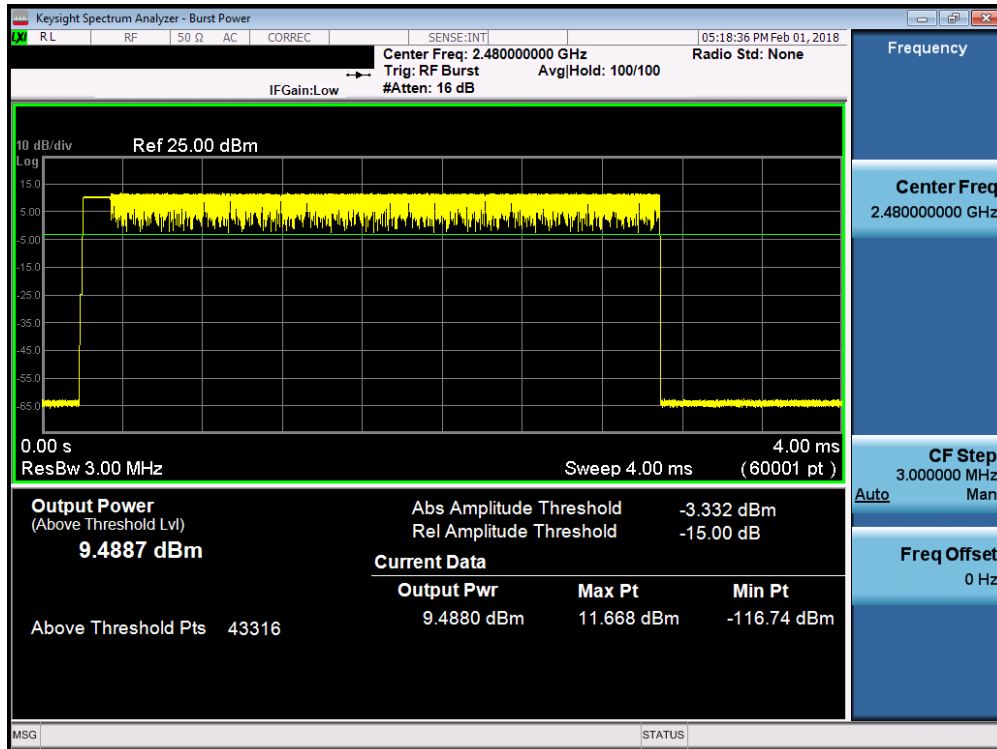 Keysight Spectrum Analyzer - Burst Power
LXI RL RF 50 Ω AC CORREC SENSE:INT 05:18:36 PM Feb 01, 2018
Center Freq: 2.480000000 GHz Radio Std: None
Trig: RF Burst Avg|Hold: 100/100
IFGain:Low #Atten: 16 dB
10 dB/div Ref 25.00 dBm
Log
15.0
5.00
-5.00
-15.0
-25.0
-35.0
-45.0
-55.0
-65.0
0.00 s 4.00 ms
ResBw 3.00 MHz Sweep 4.00 ms (60001 pt)
Output Power
(Above Threshold Lvl)
9.4887 dBm
Above Threshold Pts 43316
Abs Amplitude Threshold -3.332 dBm
Rel Amplitude Threshold -15.00 dB
Current Data
Output Pwr Max Pt Min Pt
9.4880 dBm 11.668 dBm -116.74 dBm
Frequency
Center Freq
2.480000000 GHz
CF Step
3.000000 MHz
Auto Man
Freq Offset
0 Hz
MSG STATUS